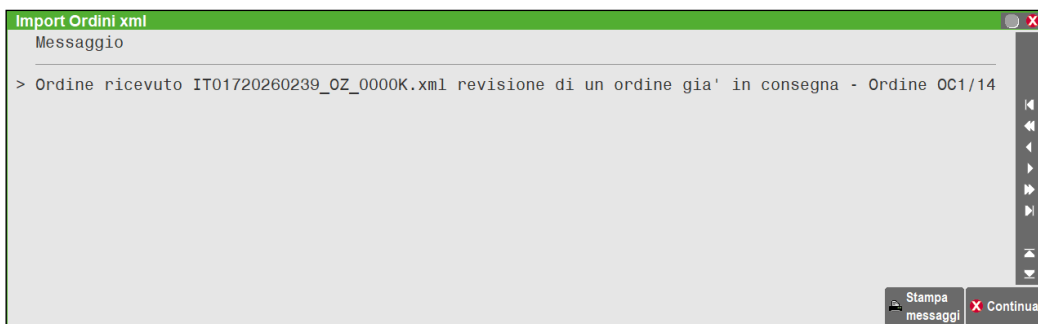 Import Ordini xml
Messaggio
> Ordine ricevuto IT01720260239_OZ_0000K.xml revisione di un ordine gia' in consegna - Ordine OC1/14
Stampa
messaggi
Continua